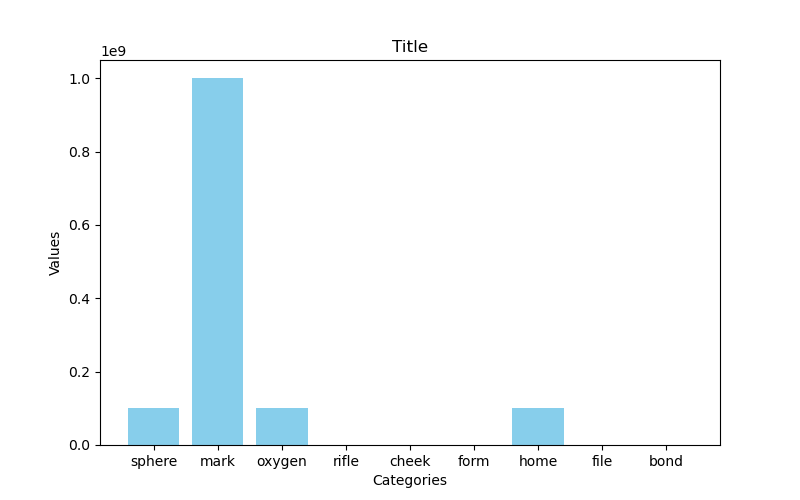 Title
1e9
1.0
0.8
0.6
0.4
0.2
0.0
Values
sphere mark oxygen rifle cheek form home file bond
Categories